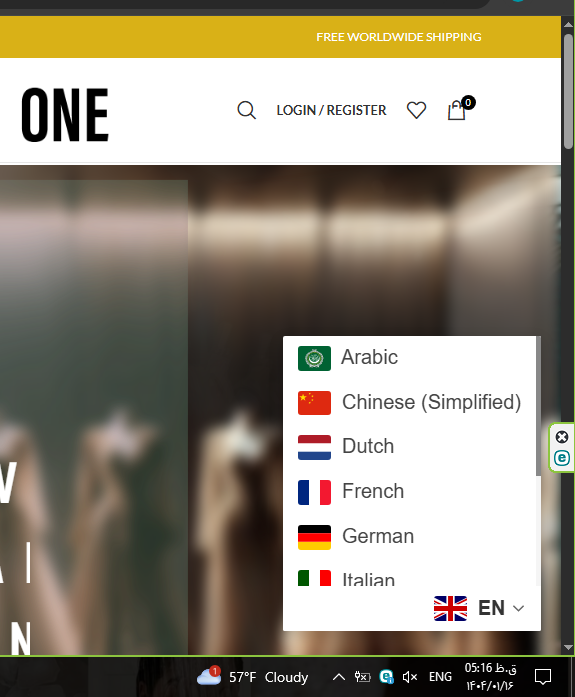 FREE WORLDWIDE SHIPPING
ONE
LOGIN / REGISTER
0
Arabic
Chinese (Simplified)
Dutch
French
German
Italian
EN
W
A
N
1
57°F Cloudy
ENG
05:16 ق.ظ
۱۴۰۴/۰۱/۱۶